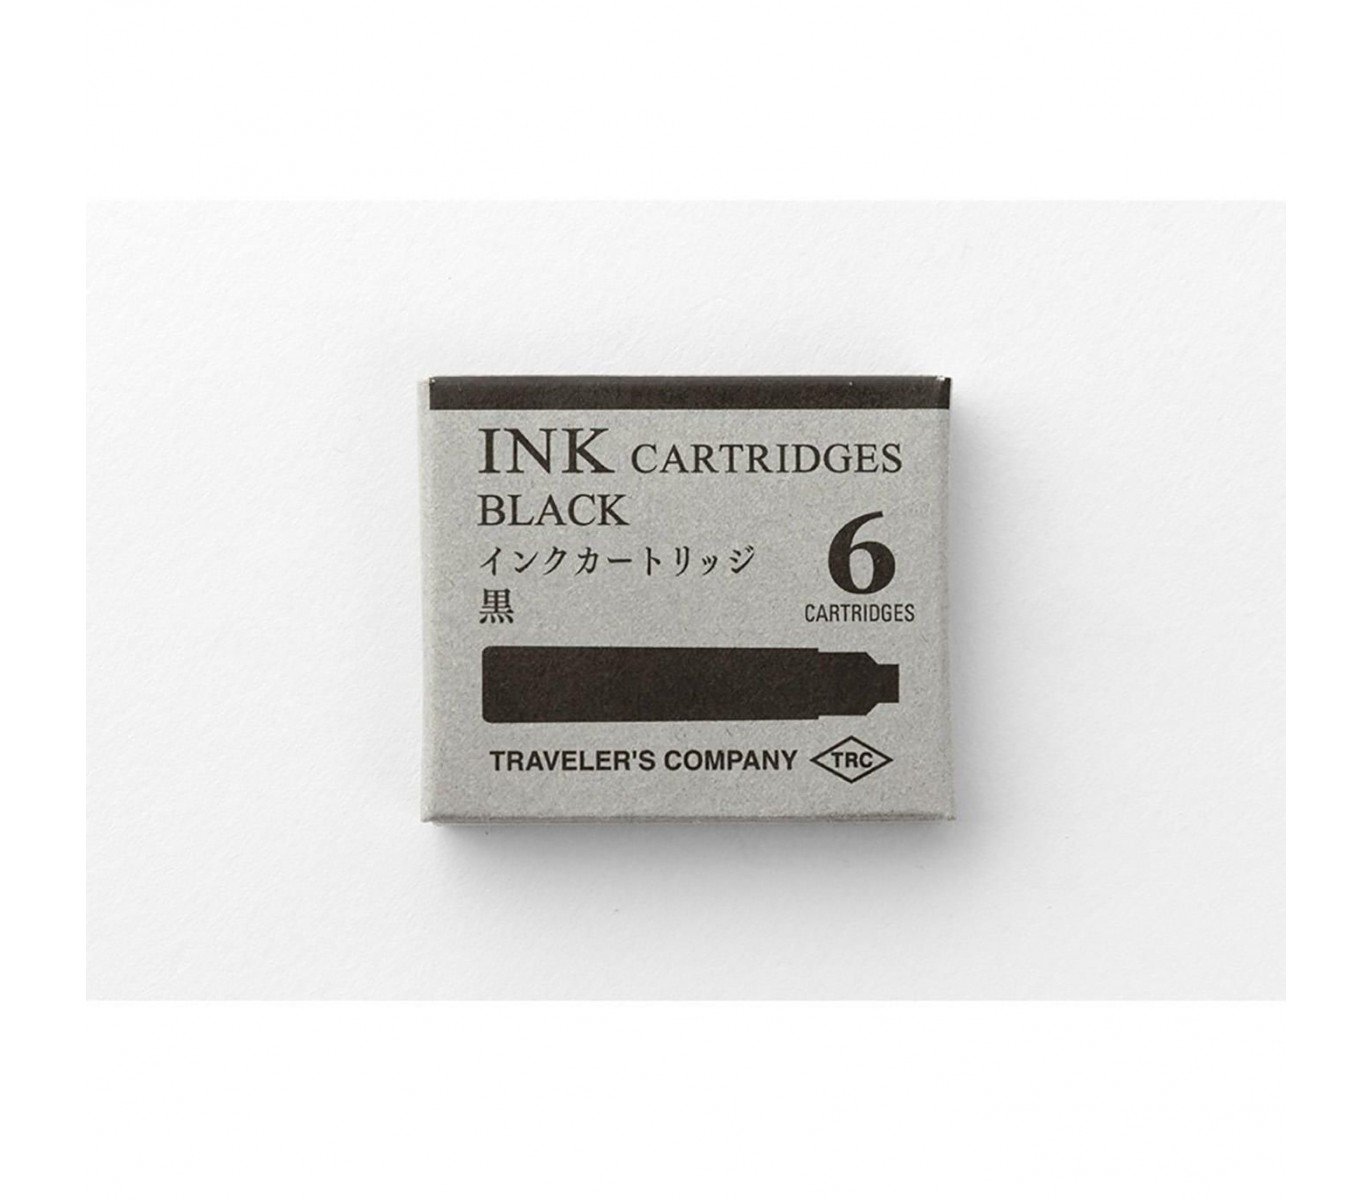 INK CARTRIDGES
BLACK
インクカートリッジ
黒
6
CARTRIDGES
TRAVELER'S COMPANY TRC